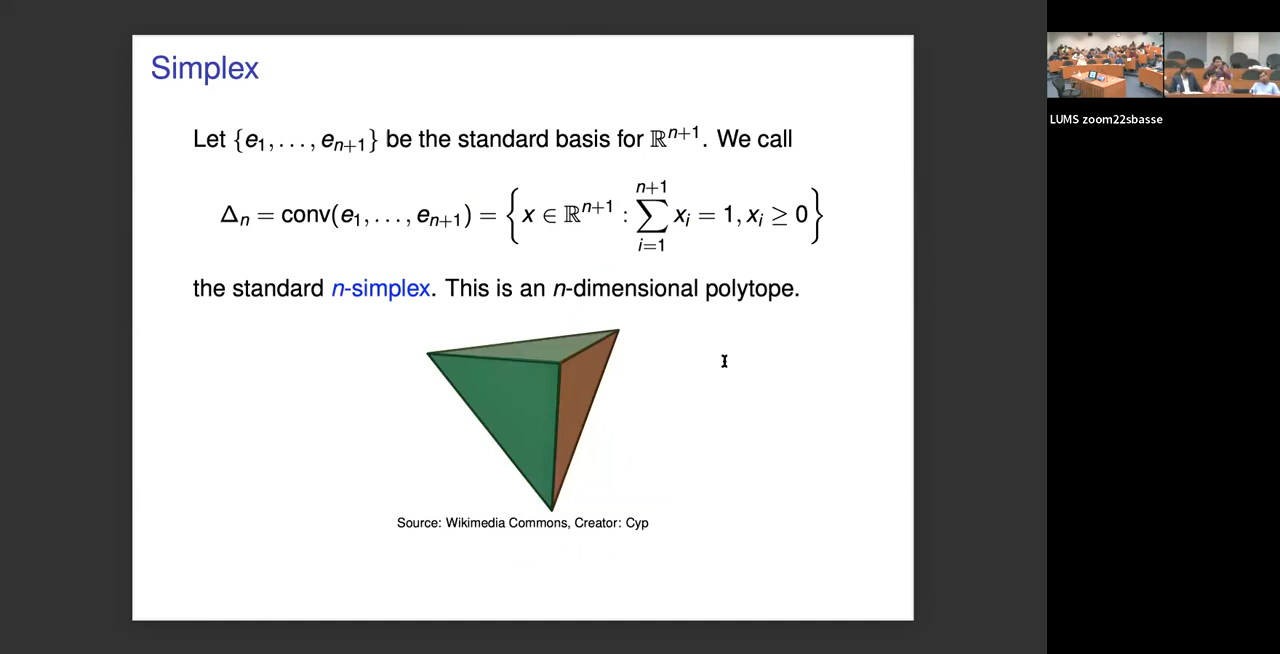 Simplex
Let {e₁, . . . , eₙ₊₁} be the standard basis for ℝⁿ⁺¹. We call
Δₙ = conv(e₁, . . . , eₙ₊₁) = { x ∈ ℝⁿ⁺¹ : ∑ᵢ₌₁ⁿ⁺¹ xᵢ = 1, xᵢ ≥ 0 }
the standard n-simplex. This is an n-dimensional polytope.
Source: Wikimedia Commons, Creator: Cyp
LUMS zoom22sbasse